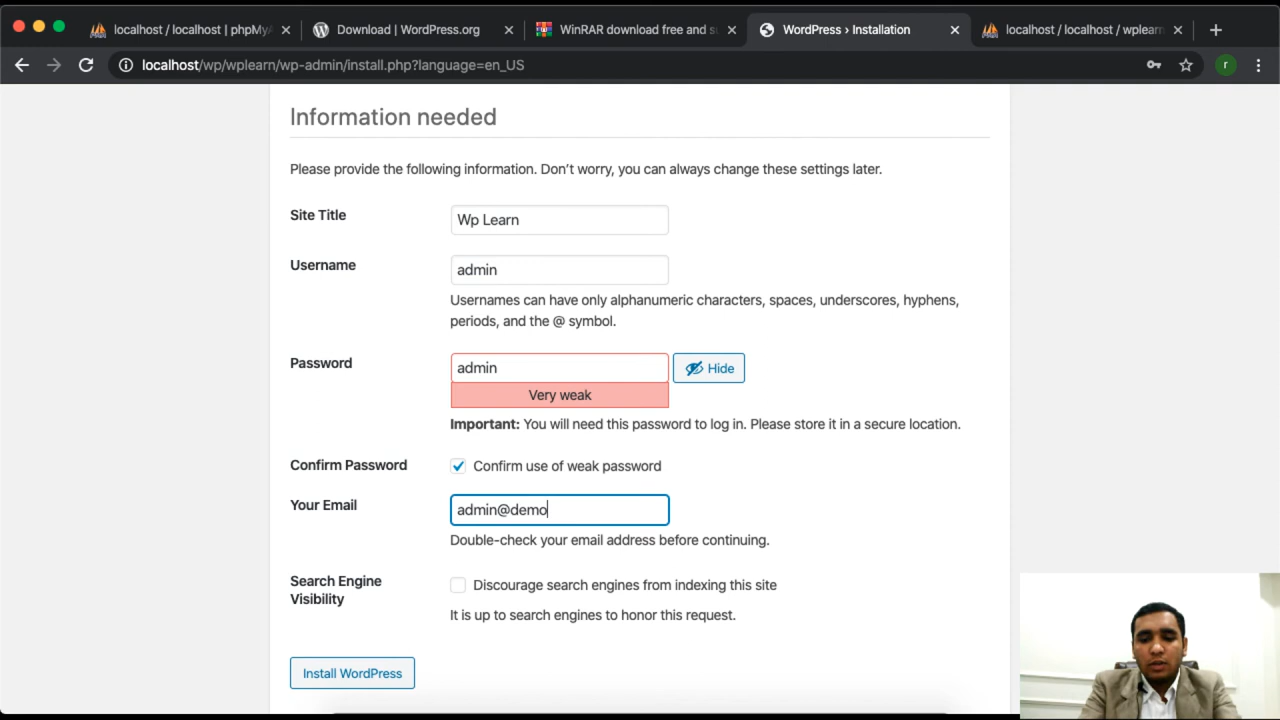 localhost / localhost | phpMyA
Download | WordPress.org
WinRAR download free and su
WordPress › Installation
localhost / localhost / wplearn
localhost/wp/wplearn/wp-admin/install.php?language=en_US
r
Information needed
Please provide the following information. Don’t worry, you can always change these settings later.
Site Title
Wp Learn
Username
admin
Usernames can have only alphanumeric characters, spaces, underscores, hyphens,
periods, and the @ symbol.
Password
admin
Hide
Very weak
Important: You will need this password to log in. Please store it in a secure location.
Confirm Password
Confirm use of weak password
Your Email
admin@demo
Double-check your email address before continuing.
Search Engine
Visibility
Discourage search engines from indexing this site
It is up to search engines to honor this request.
Install WordPress